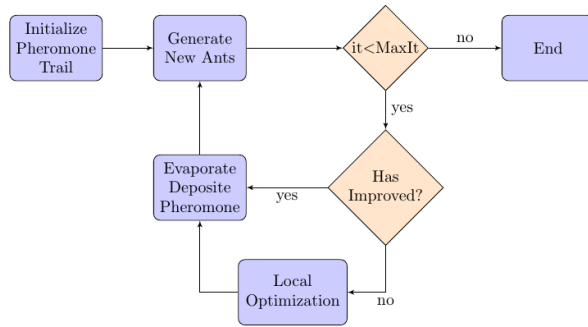 Initialize
Pheromone
Trail
Generate
New Ants
it<MaxIt
no
End
yes
Evaporate
Deposite
Pheromone
yes
Has
Improved?
Local
Optimization
no